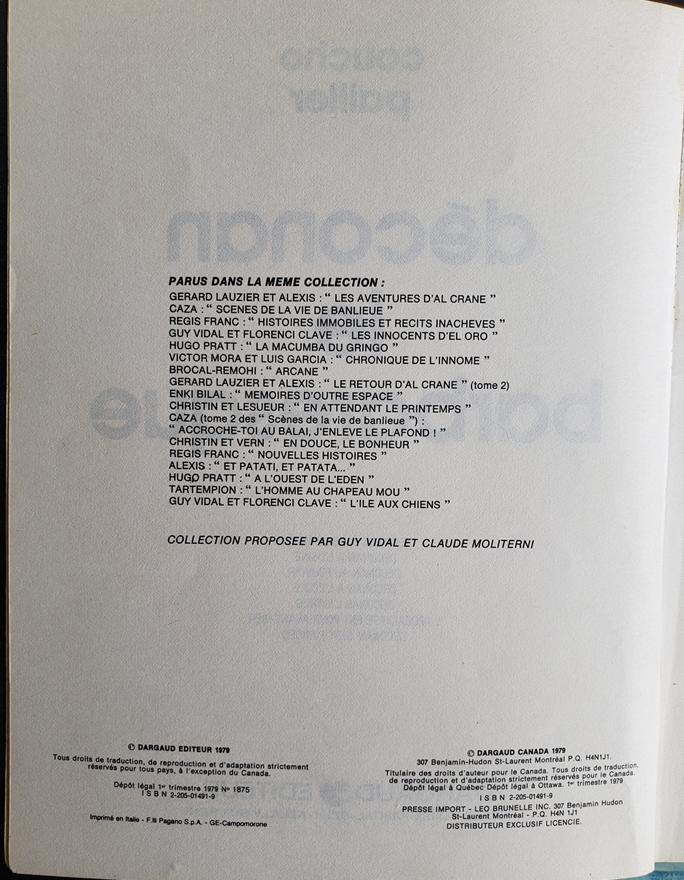 coucho
pailler
déconan
PARUS DANS LA MEME COLLECTION :
GERARD LAUZIER ET ALEXIS : “ LES AVENTURES D'AL CRANE ”
CAZA : “ SCENES DE LA VIE DE BANLIEUE ”
REGIS FRANC : “ HISTOIRES IMMOBILES ET RECITS INACHEVES ”
GUY VIDAL ET FLORENCI CLAVE : “ LES INNOCENTS D'EL ORO ”
HUGO PRATT : “ LA MACUMBA DU GRINGO ”
VICTOR MORA ET LUIS GARCIA : “ CHRONIQUE DE L'INNOME ”
BROCAL-REMOHI : “ ARCANE ”
GERARD LAUZIER ET ALEXIS : “ LE RETOUR D'AL CRANE ” (tome 2)
ENKI BILAL : “ MEMOIRES D'OUTRE ESPACE ”
CHRISTIN ET LESUEUR : “ EN ATTENDANT LE PRINTEMPS ”
CAZA (tome 2 des “ Scènes de la vie de banlieue ”) :
“ ACCROCHE-TOI AU BALAI, J'ENLEVE LE PLAFOND ! ”
CHRISTIN ET VERN : “ EN DOUCE, LE BONHEUR ”
REGIS FRANC : “ NOUVELLES HISTOIRES ”
ALEXIS : “ ET PATATI, ET PATATA... ”
HUGO PRATT : “ A L'OUEST DE L'EDEN ”
TARTEMPION : “ L'HOMME AU CHAPEAU MOU ”
GUY VIDAL ET FLORENCI CLAVE : “ L'ILE AUX CHIENS ”
COLLECTION PROPOSEE PAR GUY VIDAL ET CLAUDE MOLITERNI
© DARGAUD EDITEUR 1979
Tous droits de traduction, de reproduction et d'adaptation strictement
réservés pour tous pays, à l'exception du Canada.
Dépôt légal 1er trimestre 1979 No 1875
I S B N 2-205-01491-9
Imprimé en Italie - F.lli Pagano S.p.A. - GE-Campomorone
© DARGAUD CANADA 1979
307 Benjamin-Hudon St-Laurent Montréal P.Q. H4N1J1.
Titulaire des droits d'auteur pour le Canada. Tous droits de traduction,
de reproduction et d'adaptation strictement réservés pour le Canada.
Dépôt légal à Québec Dépôt légal à Ottawa. 1er trimestre 1979
I S B N 2-205-01491-9
PRESSE IMPORT - LEO BRUNELLE INC. 307 Benjamin Hudon
St-Laurent Montréal - P.Q. H4N 1J1
DISTRIBUTEUR EXCLUSIF LICENCIE.